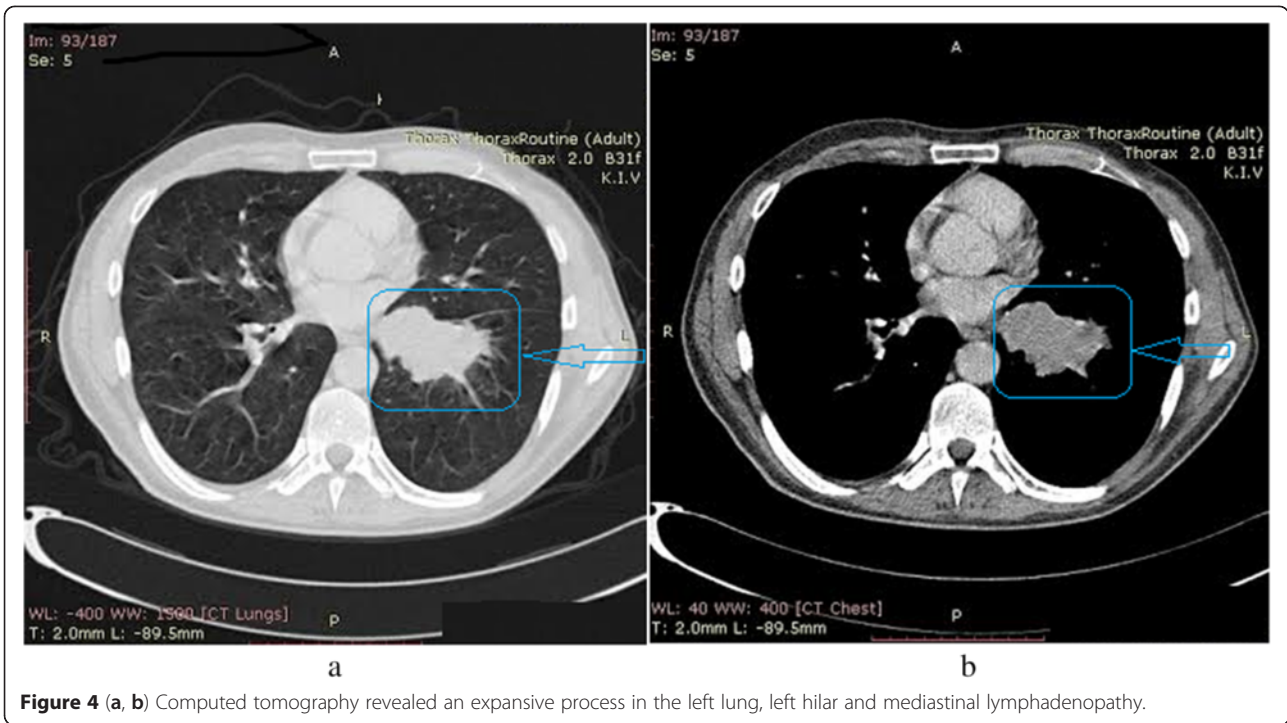 Im: 93/187
Se: 5
A
Thorax ThoraxRoutine (Adult)
Thorax 2.0 B31f
K.I.V
R
L
WL: -400 WW: 1500 [CT Lungs]
T: 2.0mm L: -89.5mm
P
a
Im: 93/187
Se: 5
A
Thorax ThoraxRoutine (Adult)
Thorax 2.0 B31f
K.I.V
R
L
WL: 40 WW: 400 [CT Chest]
T: 2.0mm L: -89.5mm
P
b
Figure 4 (a, b) Computed tomography revealed an expansive process in the left lung, left hilar and mediastinal lymphadenopathy.